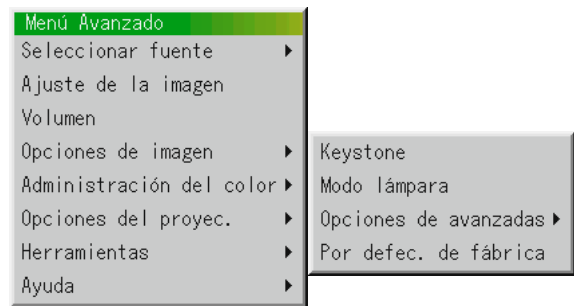 Menú Avanzado
Seleccionar fuente
Ajuste de la imagen
Volumen
Opciones de imagen
Administración del color
Opciones del proyec.
Herramientas
Ayuda
Keystone
Modo lámpara
Opciones de avanzadas
Por defec. de fábrica